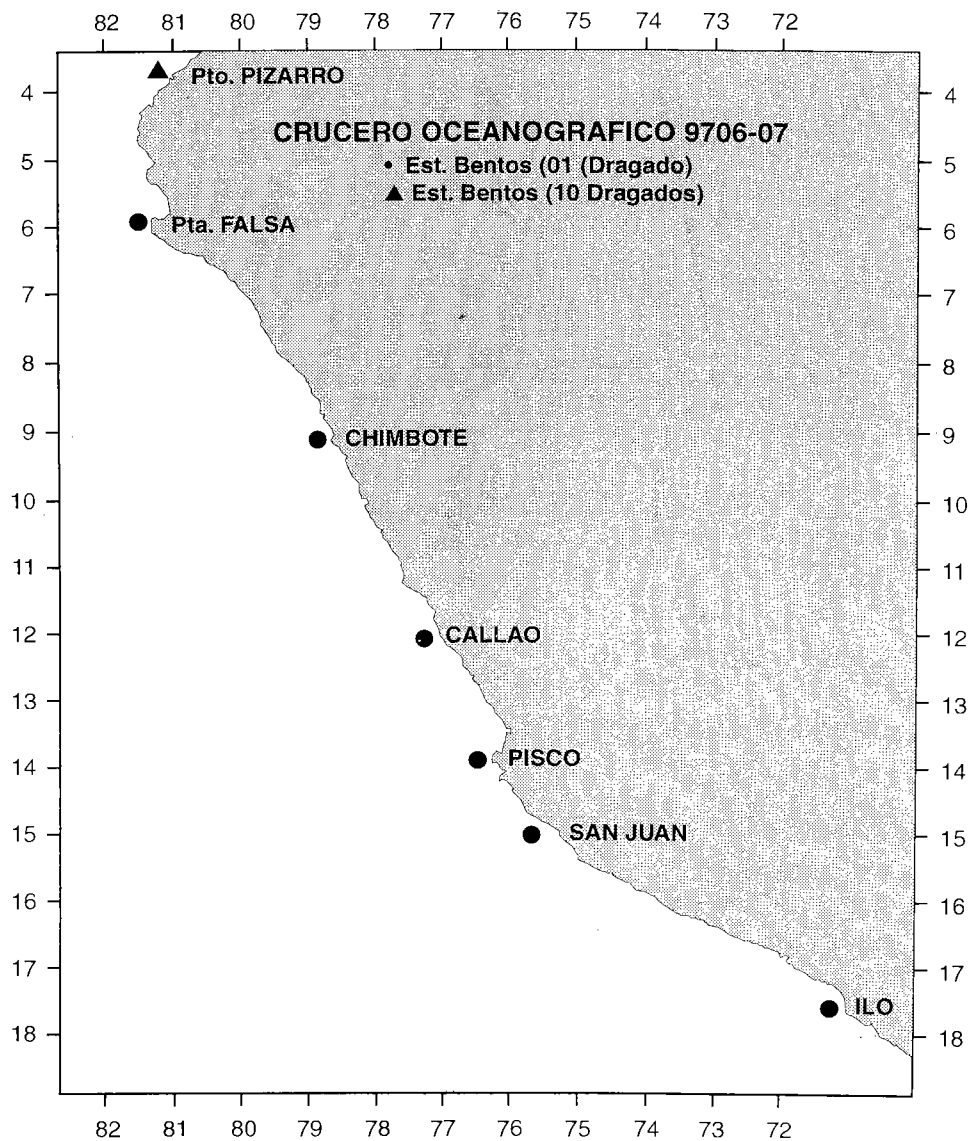 82 81 80 79 78 77 76 75 74 73 72
Pto. PIZARRO
4 4
CRUCERO OCEANOGRAFICO 9706-07
• Est. Bentos (01 (Dragado)
5 5
▲ Est. Bentos (10 Dragados)
6 Pta. FALSA 6
7 7
8 8
9 CHIMBOTE 9
10 10
11 11
12 CALLAO 12
13 13
14 PISCO 14
15 SAN JUAN 15
16 16
17 17
ILO
18 18
82 81 80 79 78 77 76 75 74 73 72